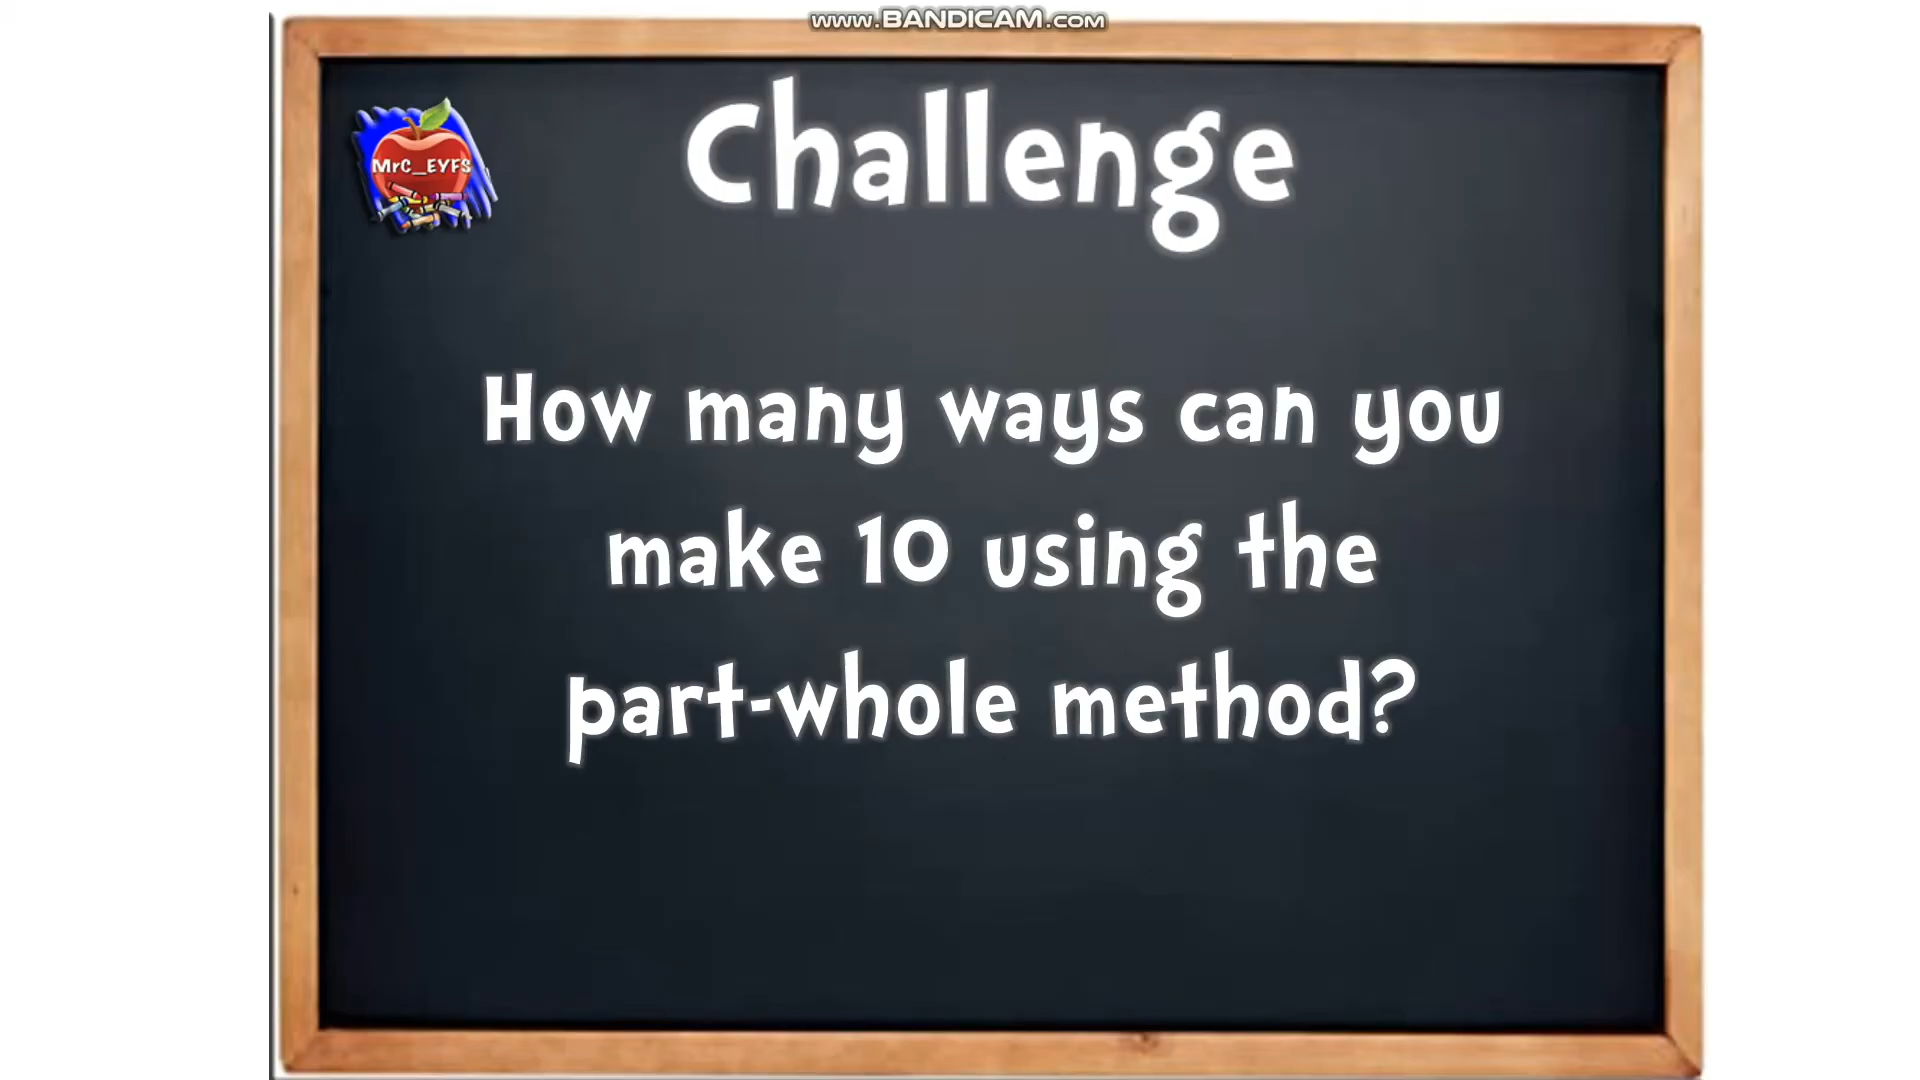 www.BANDICAM.com
Challenge
MrC_EYFS
How many ways can you
make 10 using the
part-whole method?